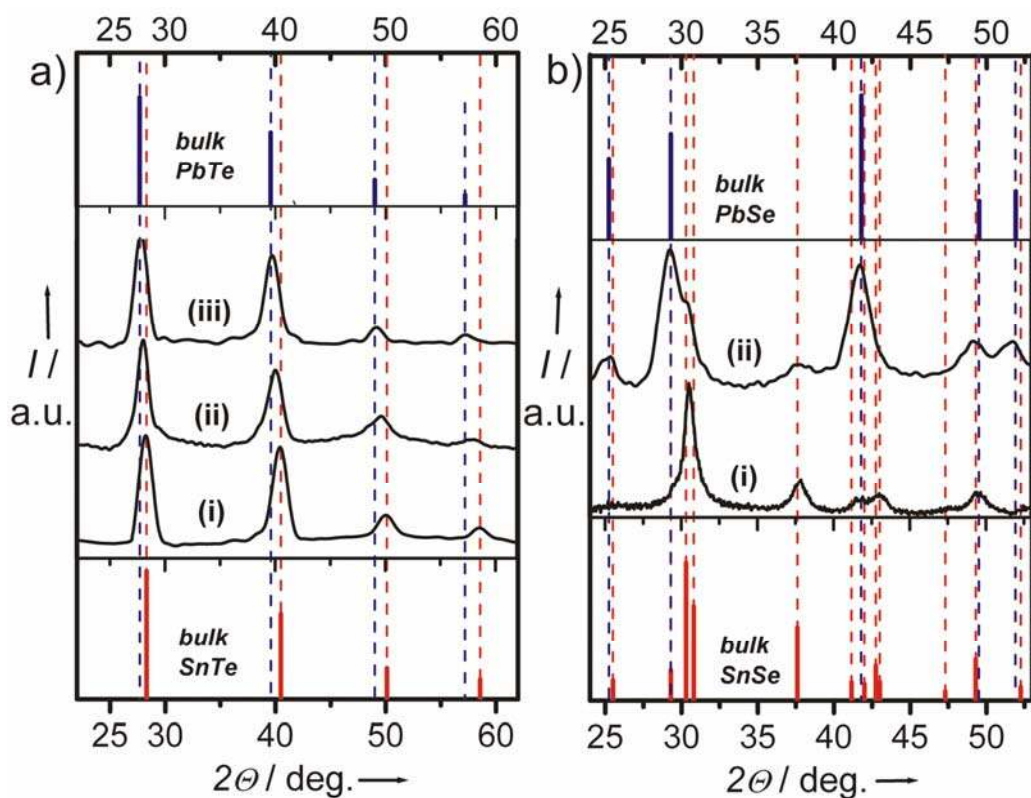 25 30 40 50 60
a)
bulk
PbTe
(iii)
(ii)
(i)
I /
a.u.
bulk
SnTe
25 30 40 50 60
2Θ / deg.
25 30 35 40 45 50
b)
bulk
PbSe
(ii)
(i)
I /
a.u.
bulk
SnSe
25 30 35 40 45 50
2Θ / deg.